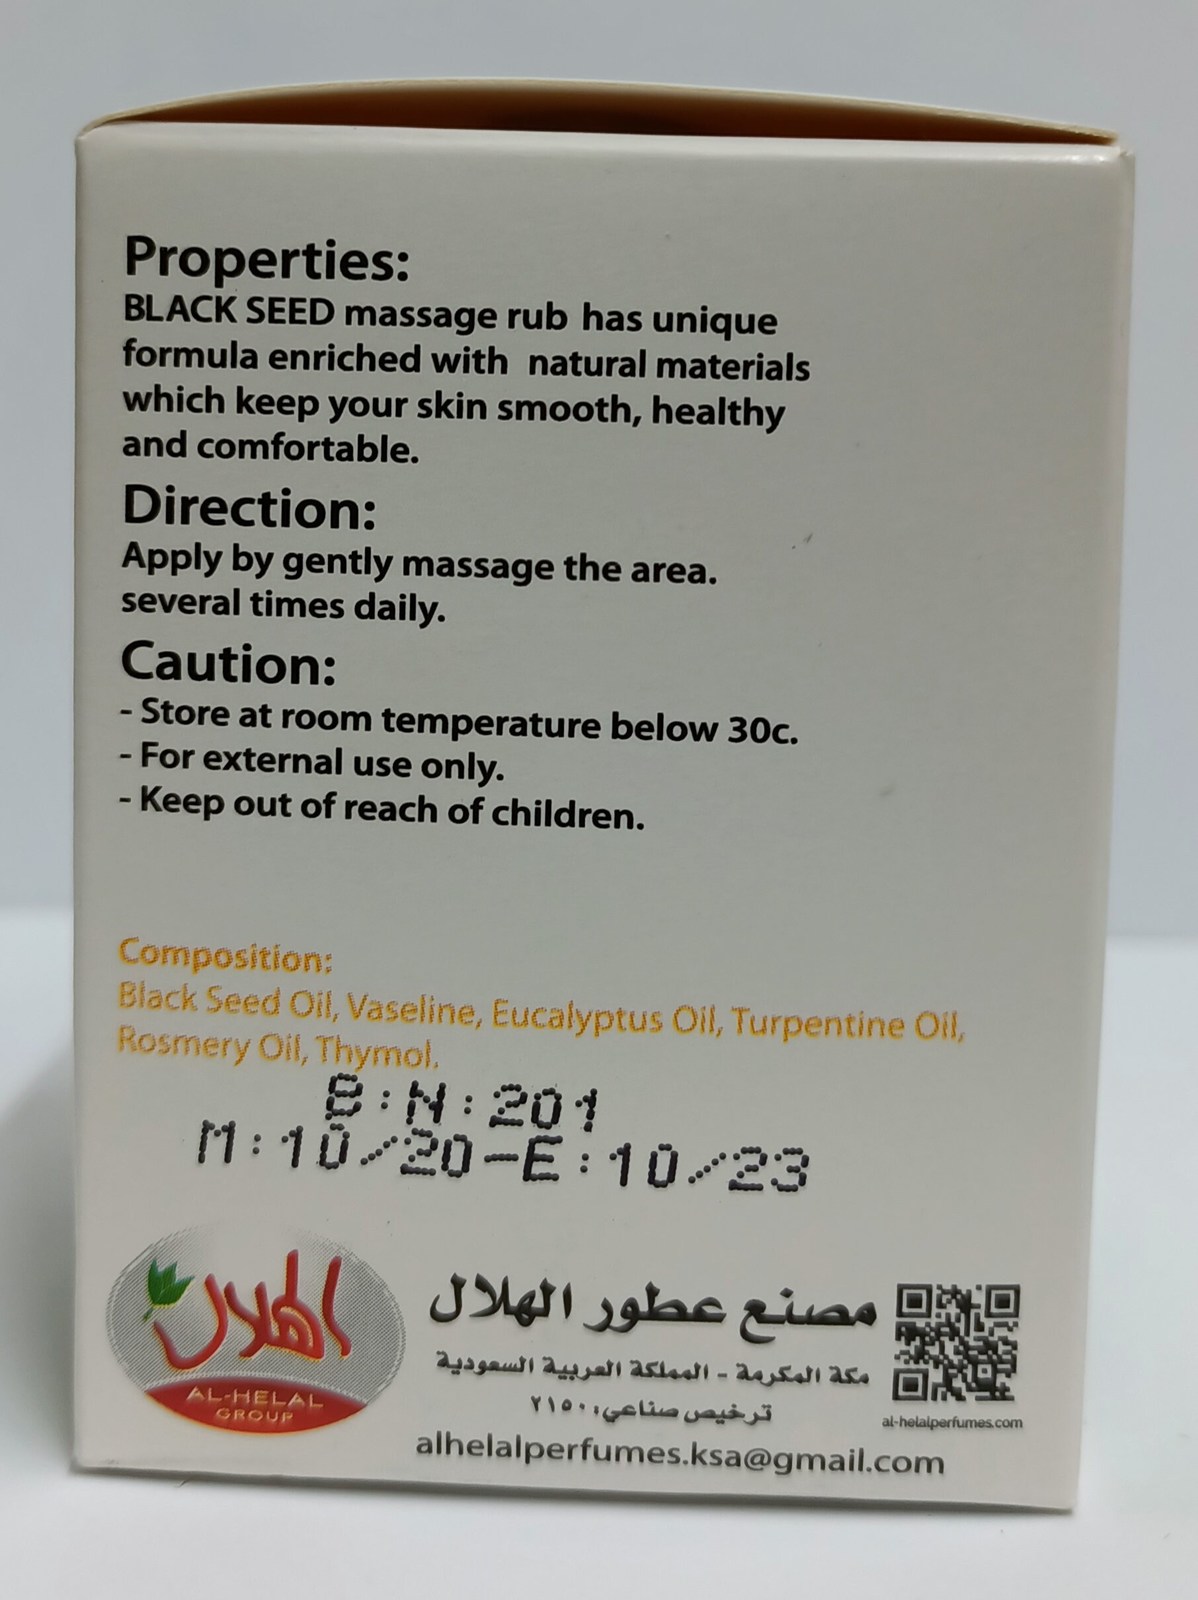 Properties:
BLACK SEED massage rub has unique
formula enriched with natural materials
which keep your skin smooth, healthy
and comfortable.
Direction:
Apply by gently massage the area.
several times daily.
Caution:
- Store at room temperature below 30c.
- For external use only.
- Keep out of reach of children.
Composition:
Black Seed Oil, Vaseline, Eucalyptus Oil, Turpentine Oil,
Rosmery Oil, Thymol.
B:N:201
M:10/20-E:10/23
الهلال
AL-HELAL
GROUP
مصنع عطور الهلال
مكة المكرمة - المملكة العربية السعودية
ترخيص صناعي: ٢١٥٠
al-helalperfumes.com
alhelalperfumes.ksa@gmail.com